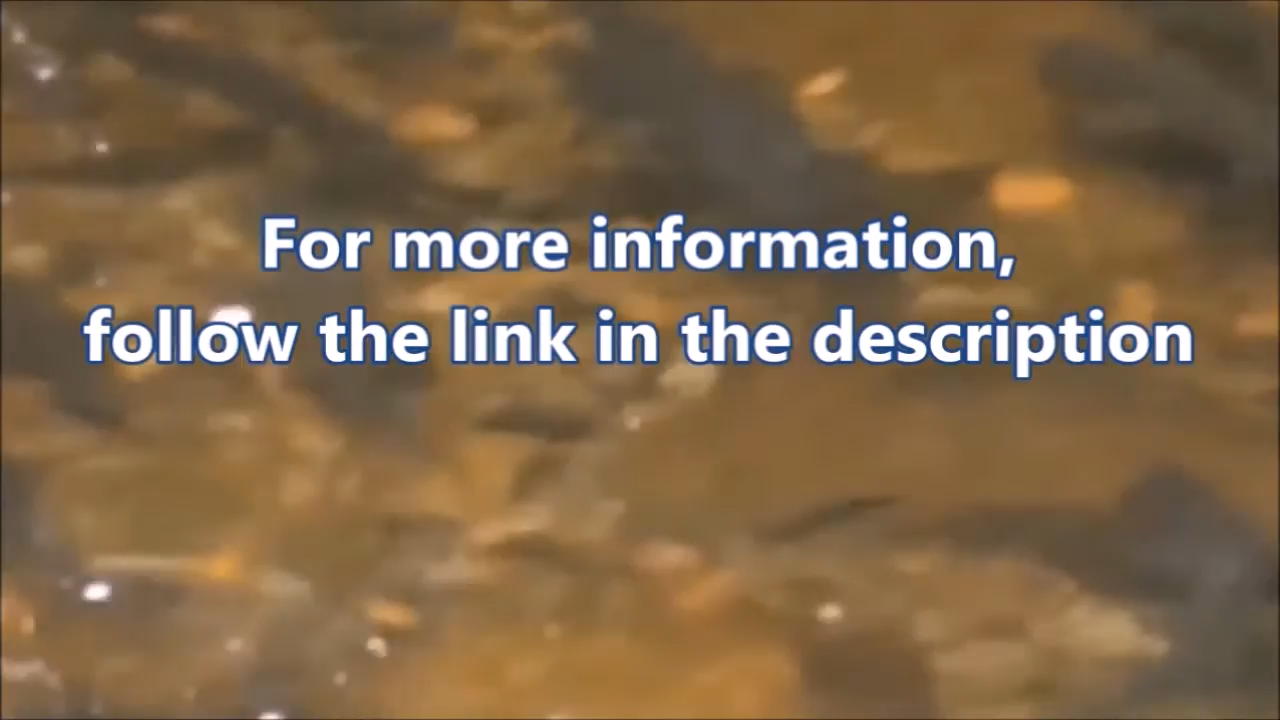 For more information,
follow the link in the description